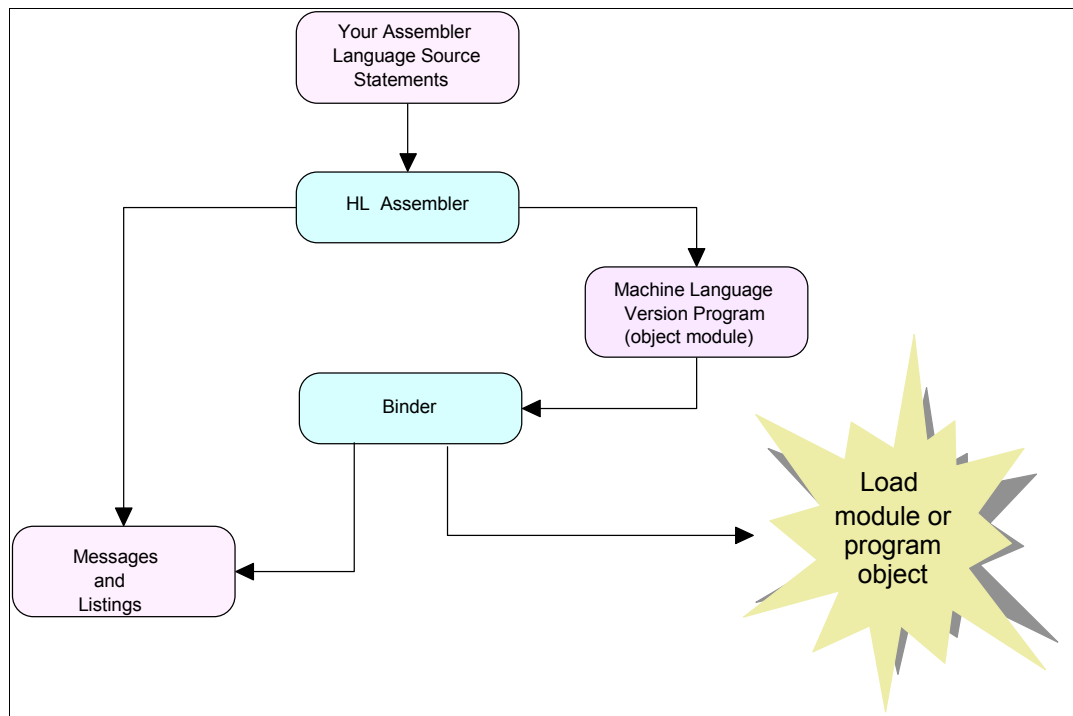 Your Assembler
Language Source
Statements
HL Assembler
Machine Language
Version Program
(object module)
Binder
Load
module or
program
object
Messages
and
Listings